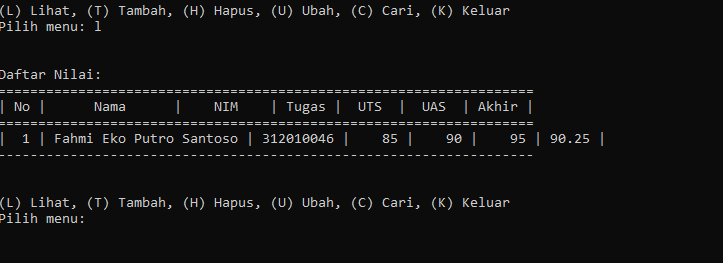 (L) Lihat, (T) Tambah, (H) Hapus, (U) Ubah, (C) Cari, (K) Keluar
Pilih menu: l
Daftar Nilai:
===================================================================
| No |      Nama      |    NIM    | Tugas |  UTS  |  UAS  | Akhir |
===================================================================
|  1 | Fahmi Eko Putro Santoso | 312010046 |    85 |    90 |    95 | 90.25 |
-------------------------------------------------------------------
(L) Lihat, (T) Tambah, (H) Hapus, (U) Ubah, (C) Cari, (K) Keluar
Pilih menu: